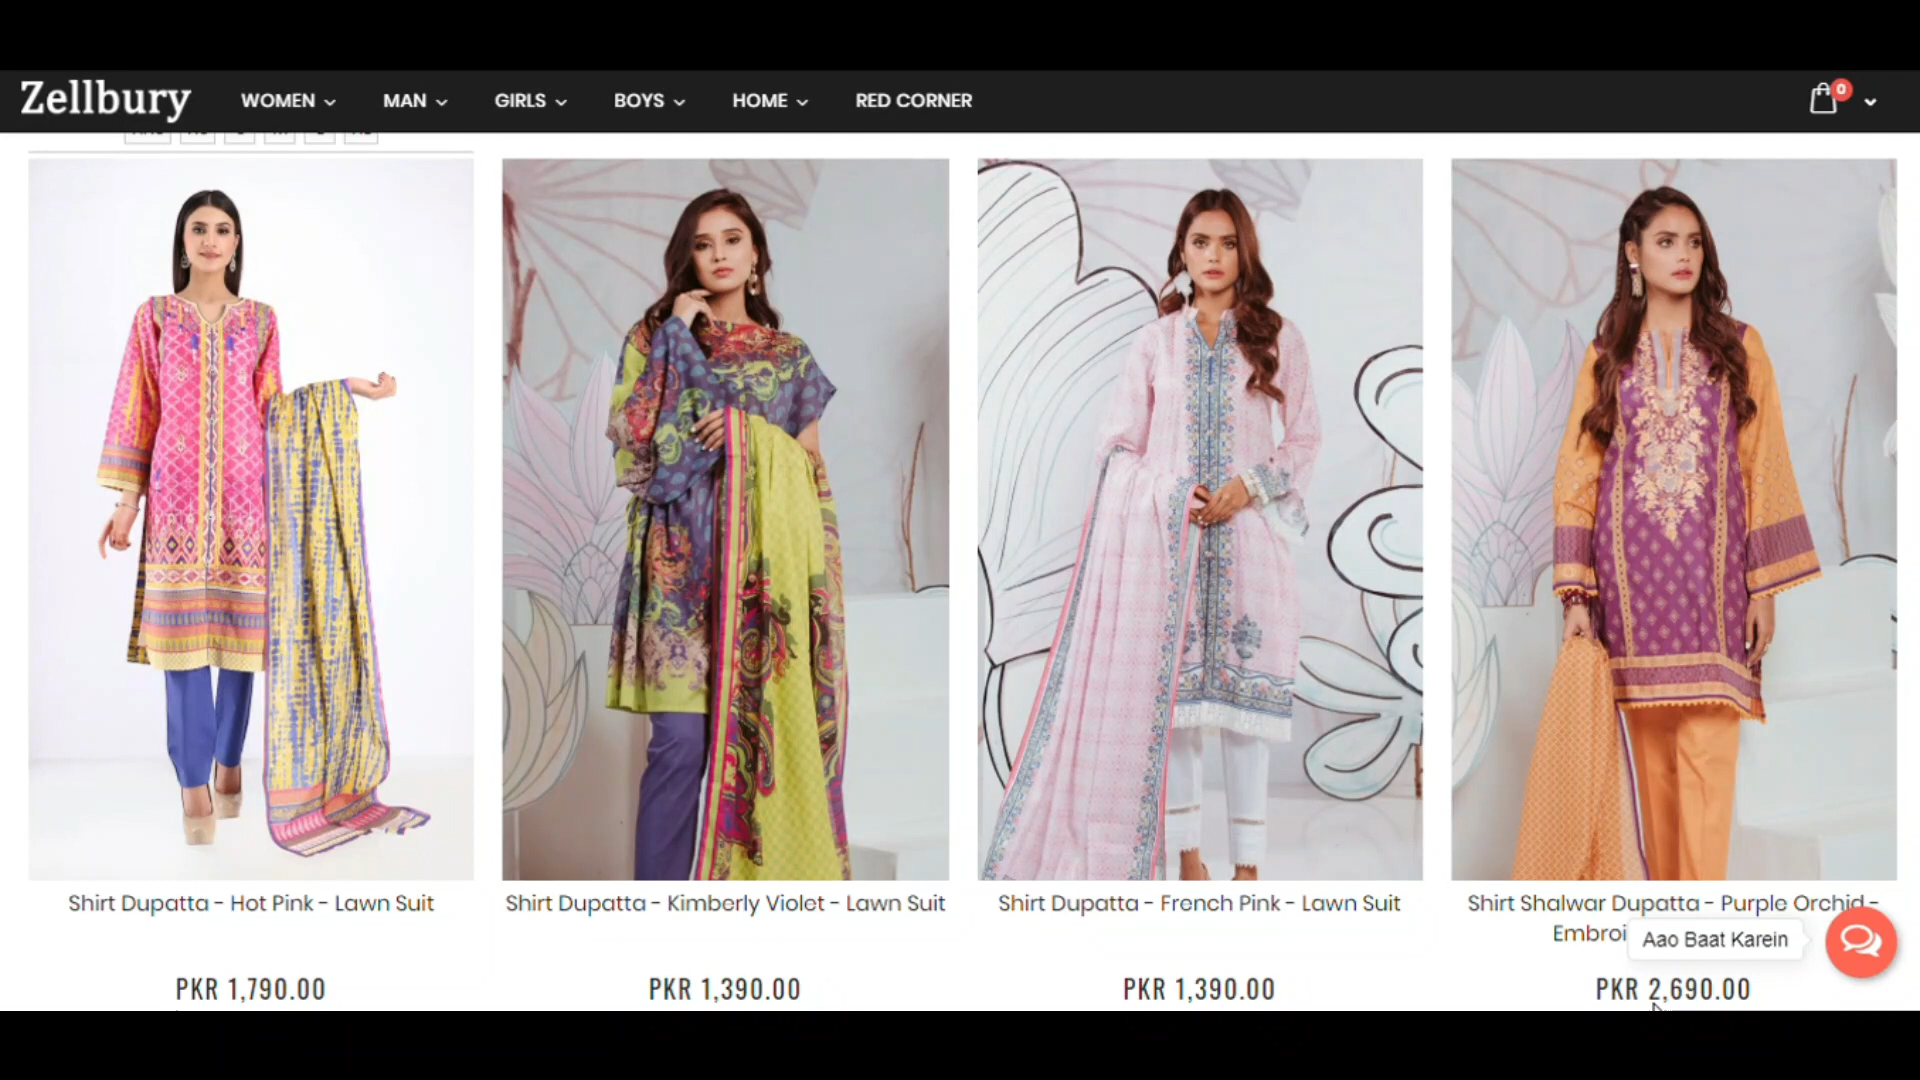 Zellbury WOMEN MAN GIRLS BOYS HOME RED CORNER 0
Shirt Dupatta - Hot Pink - Lawn Suit
PKR 1,790.00
Shirt Dupatta - Kimberly Violet - Lawn Suit
PKR 1,390.00
Shirt Dupatta - French Pink - Lawn Suit
PKR 1,390.00
Shirt Shalwar Dupatta - Purple Orchid -
PKR 2,690.00
Aao Baat Karein